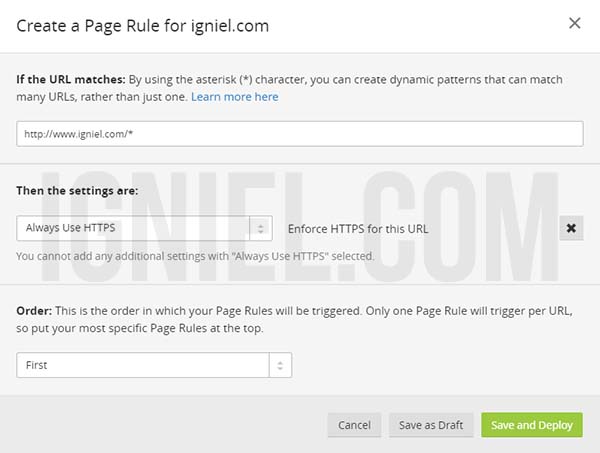 Create a Page Rule for igniel.com
If the URL matches: By using the asterisk (*) character, you can create dynamic patterns that can match
many URLs, rather than just one. Learn more here
http://www.igniel.com/*
IGNIEL.COM
Then the settings are:
Always Use HTTPS
Enforce HTTPS for this URL
You cannot add any additional settings with "Always Use HTTPS" selected.
Order: This is the order in which your Page Rules will be triggered. Only one Page Rule will trigger per URL,
so put your most specific Page Rules at the top.
First
Cancel
Save as Draft
Save and Deploy